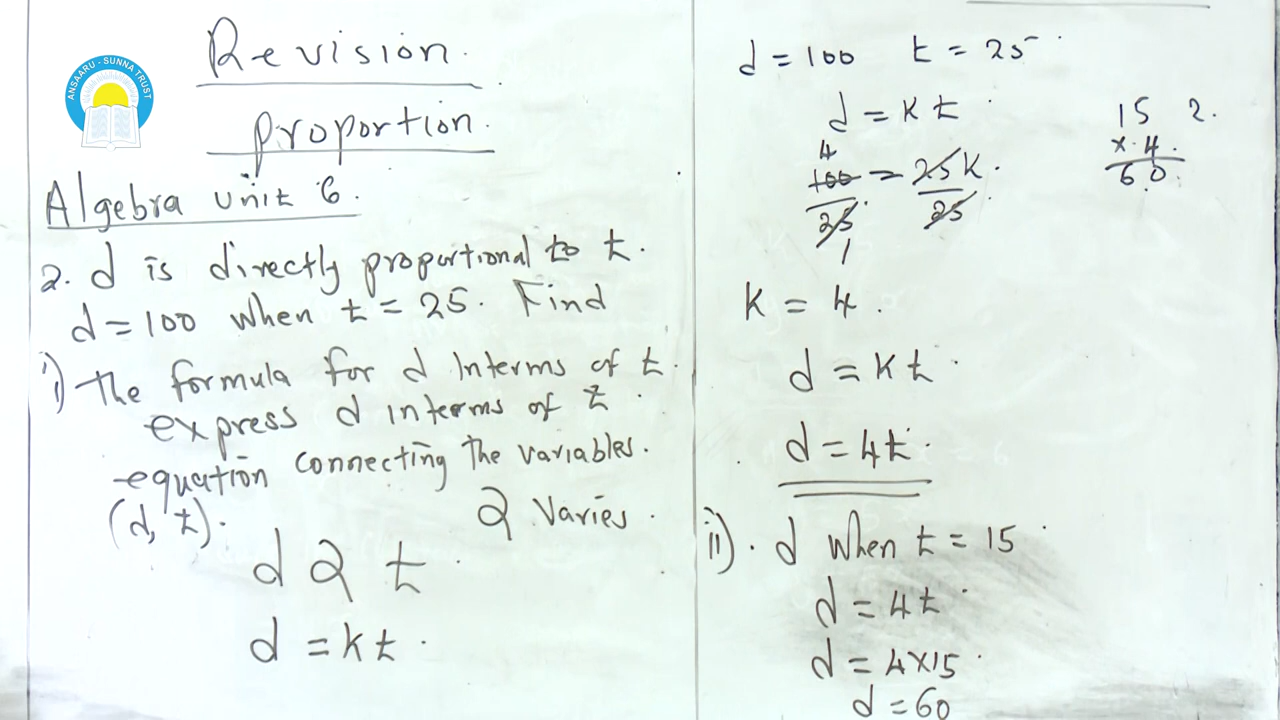 Revision.
proportion.
ANSAARU - SUNNA TRUST
Algebra unit 6.
2. d is directly proportional to t.
d = 100 when t = 25. Find
i) The formula for d Interms of t.
express d interms of t.
equation connecting the variables.
(d, t).
α varies.
d α t
d = kt.
d = 100 t = 25
d = kt
4
100 = 25k.
25 25
1
15 2.
x 4.
60
k = 4.
d = kt.
d = 4t.
ii). d when t = 15
d = 4t
d = 4x15
d = 60